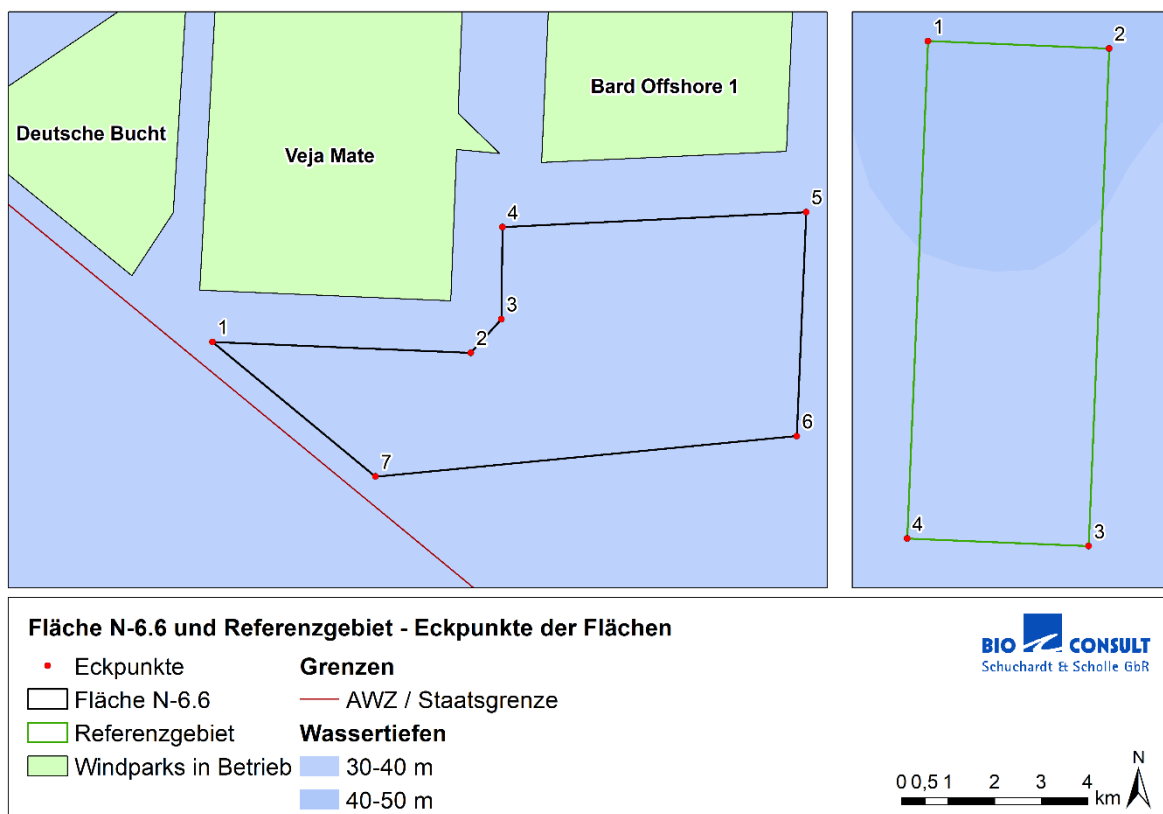 Deutsche Bucht
Veja Mate
Bard Offshore 1
1
2
3
4
5
6
7
1
2
3
4
Fläche N-6.6 und Referenzgebiet - Eckpunkte der Flächen
Eckpunkte
Fläche N-6.6
Referenzgebiet
Windparks in Betrieb
Grenzen
AWZ / Staatsgrenze
Wassertiefen
30-40 m
40-50 m
BIO CONSULT
Schuchardt & Scholle GbR
N
0 0,5 1 2 3 4
km